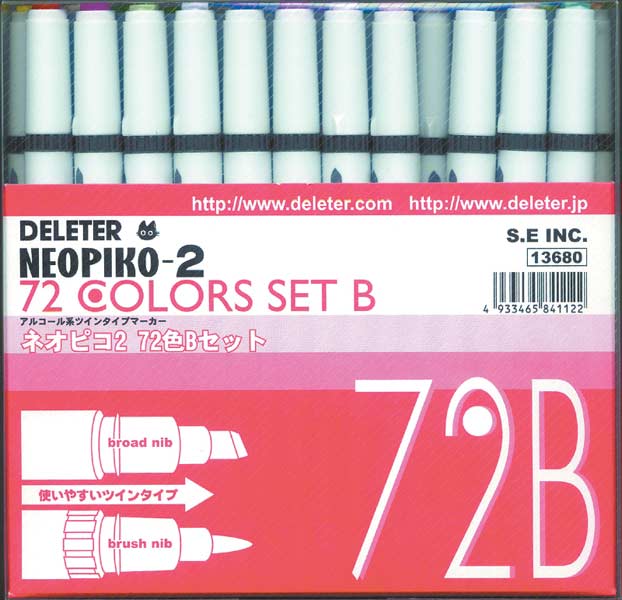 http://www.deleter.com http://www.deleter.jp
DELETER
S.E INC.
NEOPIKO-2
13680
72 COLORS SET B
4 933465 841122
アルコール系ツインタイプマーカー
ネオピコ2 72色Bセット
72B
broad nib
使いやすいツインタイプ
brush nib